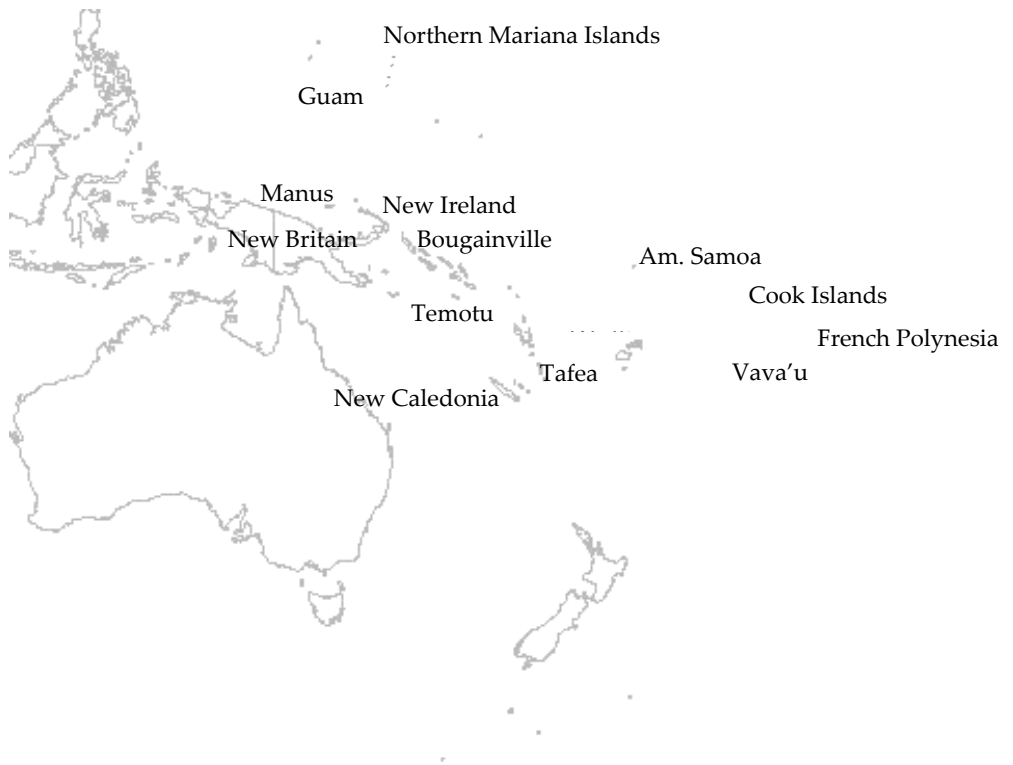 Northern Mariana Islands
Guam
Manus
New Ireland
New Britain
Bougainville
Am. Samoa
Cook Islands
Temotu
French Polynesia
Tafea
Vava’u
New Caledonia